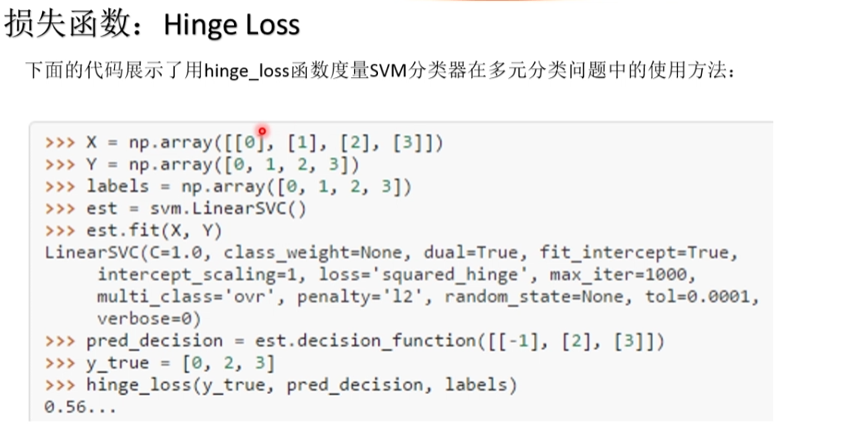 损失函数：Hinge Loss
下面的代码展示了用hinge_loss函数度量SVM分类器在多元分类问题中的使用方法：
>>> X = np.array([[0], [1], [2], [3]])
>>> Y = np.array([0, 1, 2, 3])
>>> labels = np.array([0, 1, 2, 3])
>>> est = svm.LinearSVC()
>>> est.fit(X, Y)
LinearSVC(C=1.0, class_weight=None, dual=True, fit_intercept=True,
intercept_scaling=1, loss='squared_hinge', max_iter=1000,
multi_class='ovr', penalty='l2', random_state=None, tol=0.0001,
verbose=0)
>>> pred_decision = est.decision_function([[-1], [2], [3]])
>>> y_true = [0, 2, 3]
>>> hinge_loss(y_true, pred_decision, labels)
0.56...